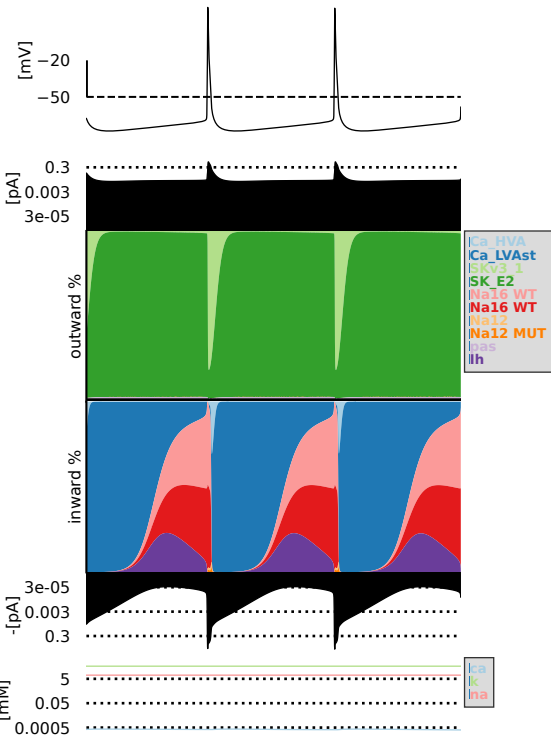 [mV]
−20
−50
[pA]
0.3
0.003
3e-05
outward %
Ca_HVA
Ca_LVAst
SKv3_1
SK_E2
Na16 WT
Na16 WT
Na12
Na12 MUT
pas
Ih
inward %
-[pA]
3e-05
0.003
0.3
[mM]
5
0.05
0.0005
ca
k
na